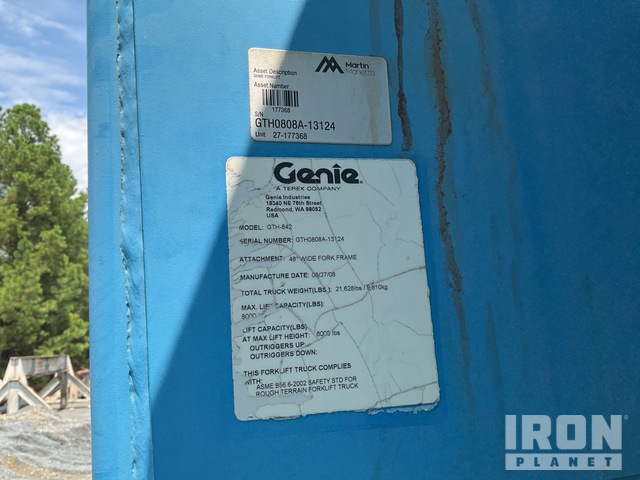 Martin
Marietta
Asset Description
GENIE FORKLIFT
Asset Number
177368
S/N
GTH0808A-13124
Unit 27-177368
Genie
A TEREX COMPANY
Genie Industries
18340 NE 76th Street
Redmond, WA 98052
USA
MODEL: GTH-842
SERIAL NUMBER: GTH0808A-13124
ATTACHMENT: 48" WIDE FORK FRAME
MANUFACTURE DATE: 08/27/08
TOTAL TRUCK WEIGHT(LBS.): 21,628lbs / 9,810kg
MAX. LIFT CAPACITY(LBS):
8000
LIFT CAPACITY(LBS)
AT MAX LIFT HEIGHT: 6000 lbs
OUTRIGGERS UP:
OUTRIGGERS DOWN:
THIS FORKLIFT TRUCK COMPLIES
WITH:
ASME B56.6-2002 SAFETY STD FOR
ROUGH TERRAIN FORKLIFT TRUCK
IRON
PLANET